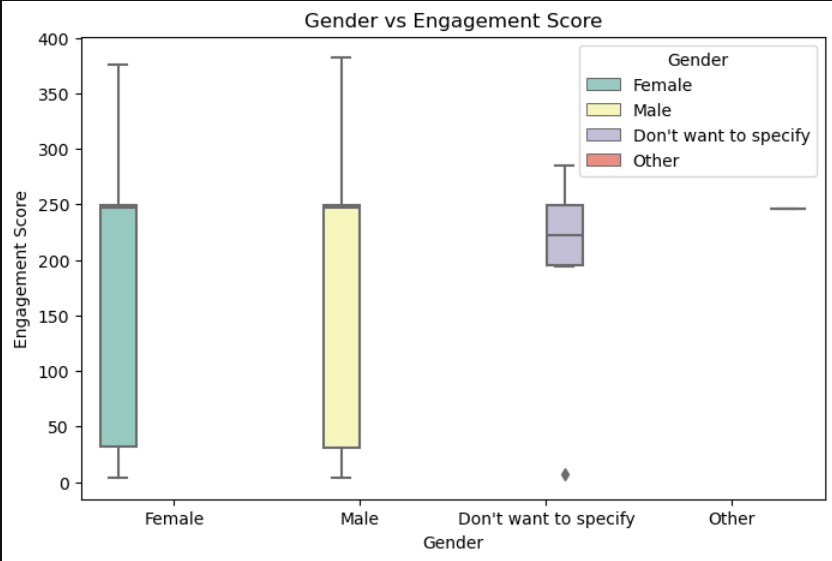 Gender vs Engagement Score
Gender
Female
Male
Don't want to specify
Other
Engagement Score
400
350
300
250
200
150
100
50
0
Female
Male
Don't want to specify
Other
Gender